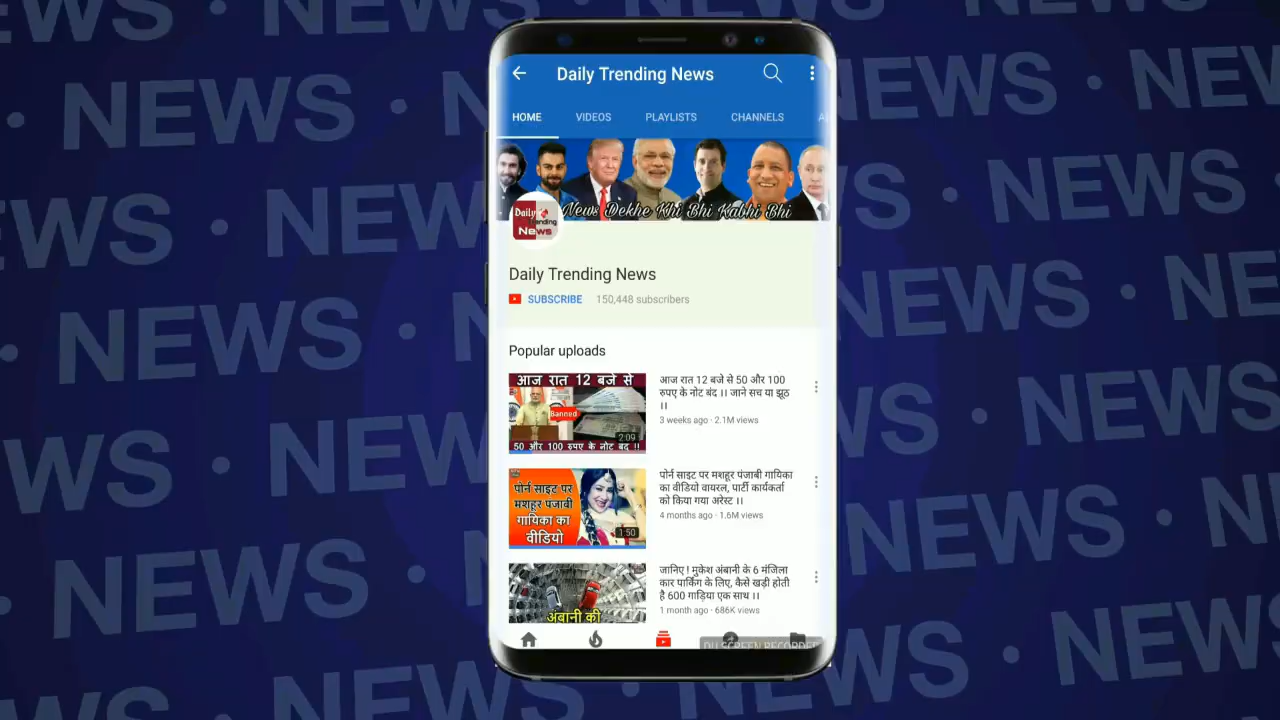 NEWS • NEWS • NEWS
Daily Trending News
HOME VIDEOS PLAYLISTS CHANNELS
News Dekhe Khi Bhi Kabhi Bhi
Daily
Trending
News
Daily Trending News
SUBSCRIBE 150,448 subscribers
Popular uploads
आज रात 12 बजे से
Banned
2:09
50 और 100 रुपए के नोट बंद !!
आज रात 12 बजे से 50 और 100
रुपए के नोट बंद ।। जाने सच या झूठ
।।
3 weeks ago · 2.1M views
पोर्न साइट पर
मशहूर पंजाबी
गायिका का
वीडियो
1:50
पोर्न साइट पर मशहूर पंजाबी गायिका
का वीडियो वायरल, पार्टी कार्यकर्ता
को किया गया अरेस्ट ।।
4 months ago · 1.6M views
अंबानी की
जानिए ! मुकेश अंबानी के 6 मंजिला
कार पार्किंग के लिए, कैसे खड़ी होती
है 600 गाड़िया एक साथ ।।
1 month ago · 686K views
DU SCREEN RECORDER